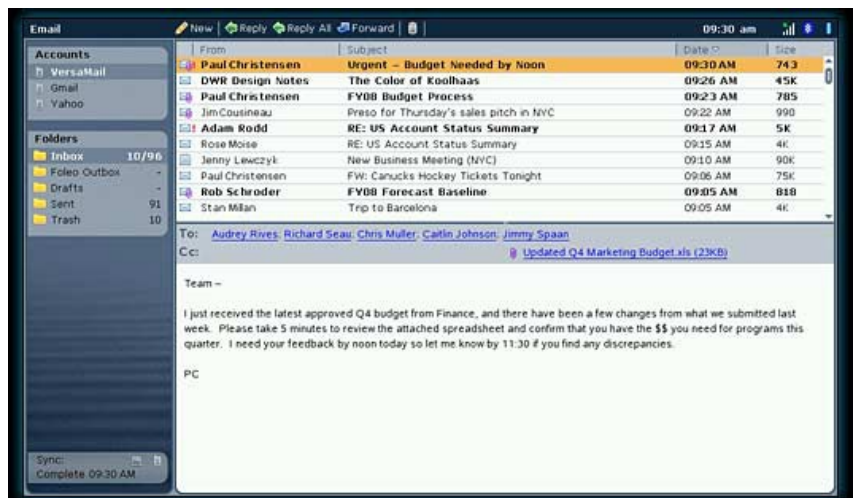 Email
New Reply Reply All Forward 09:30 am
Accounts
VersaMail
Gmail
Yahoo
Folders
Inbox 10/96
Foleo Outbox -
Drafts -
Sent 91
Trash 10
Sync:
Complete 09:30 AM
From Subject Date Size
Paul Christensen Urgent – Budget Needed by Noon 09:30 AM 743
DWR Design Notes The Color of Koolhaas 09:26 AM 45K
Paul Christensen FY08 Budget Process 09:23 AM 785
Jim Cousineau Preso for Thursday's sales pitch in NYC 09:22 AM 990
Adam Rodd RE: US Account Status Summary 09:17 AM 5K
Rose Moise RE: US Account Status Summary 09:15 AM 4K
Jenny Lewczyk New Business Meeting (NYC) 09:10 AM 90K
Paul Christensen FW: Canucks Hockey Tickets Tonight 09:06 AM 75K
Rob Schroder FY08 Forecast Baseline 09:05 AM 818
Stan Millan Trip to Barcelona 09:05 AM 4K
To: Audrey Rives; Richard Seau; Chris Muller; Caitlin Johnson; Jimmy Spaan
Cc: Updated Q4 Marketing Budget.xls (23KB)
Team –
I just received the latest approved Q4 budget from Finance, and there have been a few changes from what we submitted last
week. Please take 5 minutes to review the attached spreadsheet and confirm that you have the $$ you need for programs this
quarter. I need your feedback by noon today so let me know by 11:30 if you find any discrepancies.
PC